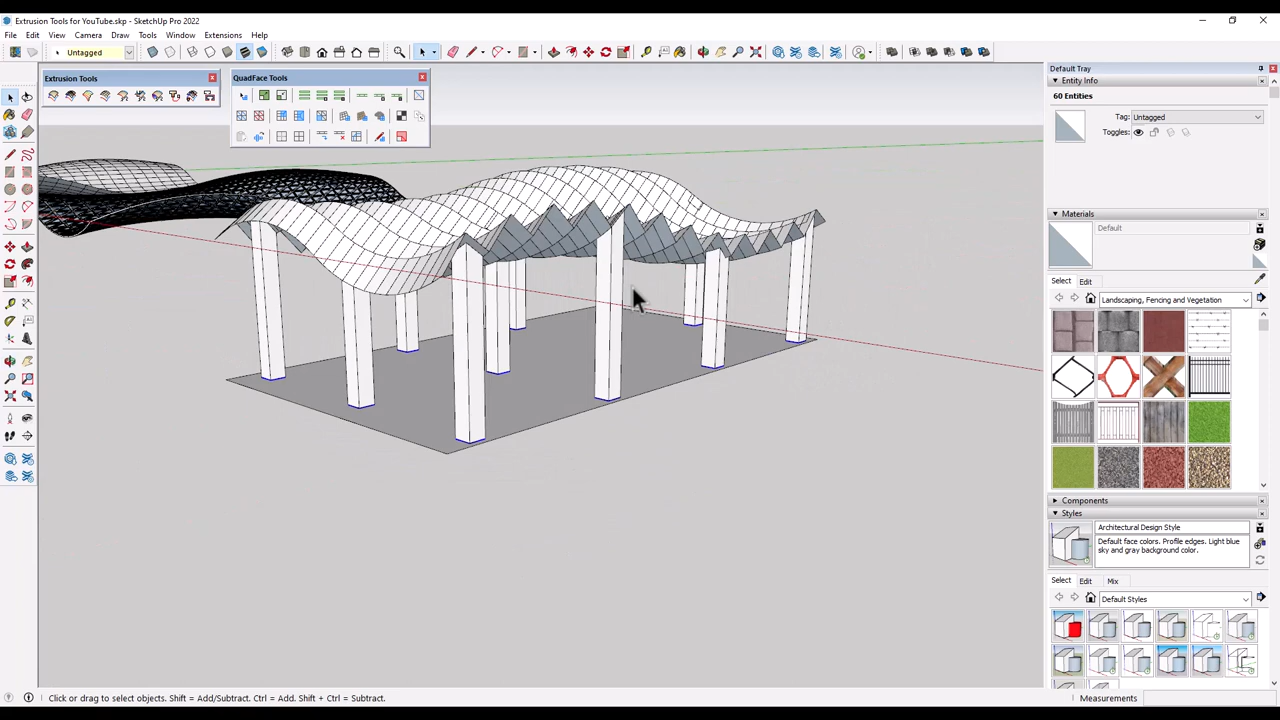 Extrusion Tools for YouTube.skp - SketchUp Pro 2022
File Edit View Camera Draw Tools Window Extensions Help
Untagged
Default Tray
Extrusion Tools
QuadFace Tools
Entity Info
60 Entities
Tag: Untagged
Toggles:
Materials
Default
Select Edit
Landscaping, Fencing and Vegetation
Components
Styles
Architectural Design Style
Default face colors. Profile edges. Light blue
sky and gray background color.
Select Edit Mix
Default Styles
Click or drag to select objects. Shift = Add/Subtract. Ctrl = Add. Shift + Ctrl = Subtract.
Measurements